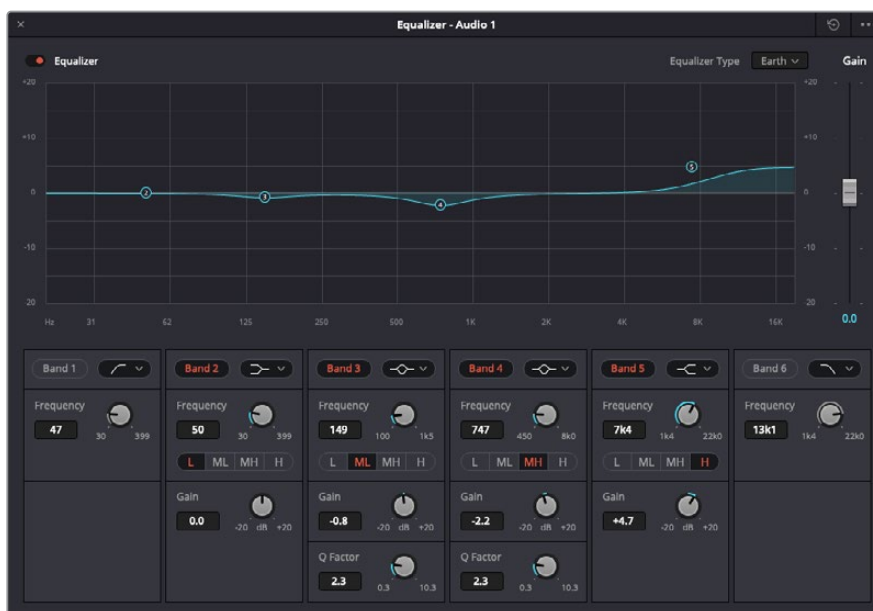 Equalizer - Audio 1
Equalizer
Equalizer Type Earth Gain
+20 +20
+10 +10
0 0
-10 -10
20 20
2 3 4 5
Hz 31 62 125 250 500 1K 2K 4K 8K 16K 0.0
Band 1 Band 2 Band 3 Band 4 Band 5 Band 6
Frequency Frequency Frequency Frequency Frequency Frequency
47 30 399 50 30 399 149 100 1k5 747 450 8k0 7k4 1k4 22k0 13k1 1k4 22k0
L ML MH H L ML MH H L ML MH H L ML MH H
Gain Gain Gain Gain
0.0 -20 dB +20 -0.8 -20 dB +20 -2.2 -20 dB +20 +4.7 -20 dB +20
Q Factor Q Factor
2.3 0.3 10.3 2.3 0.3 10.3